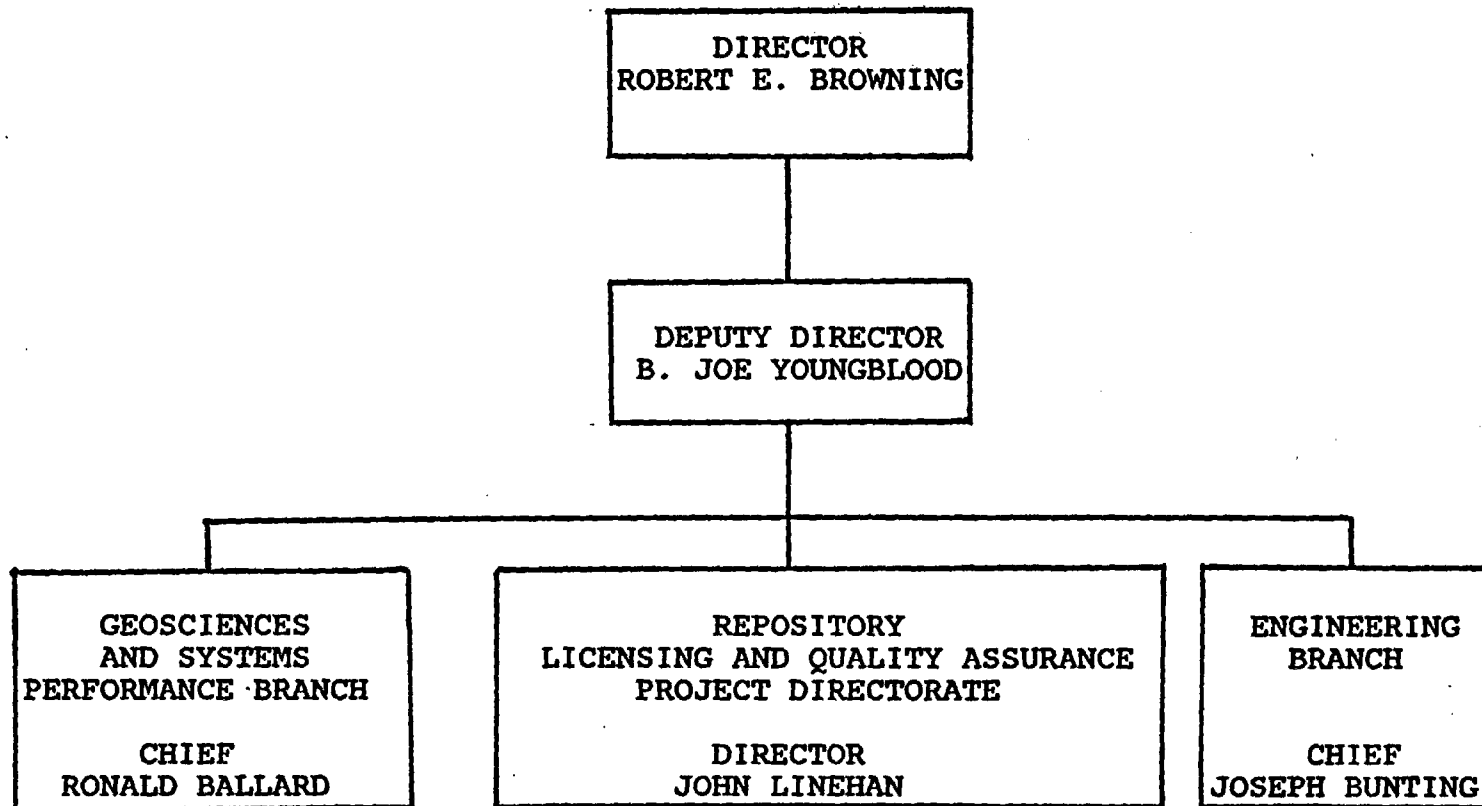 DIRECTOR
ROBERT E. BROWNING
DEPUTY DIRECTOR
B. JOE YOUNGBLOOD
GEOSCIENCES
AND SYSTEMS
PERFORMANCE BRANCH
CHIEF
RONALD BALLARD
REPOSITORY
LICENSING AND QUALITY ASSURANCE
PROJECT DIRECTORATE
DIRECTOR
JOHN LINEHAN
ENGINEERING
BRANCH
CHIEF
JOSEPH BUNTING